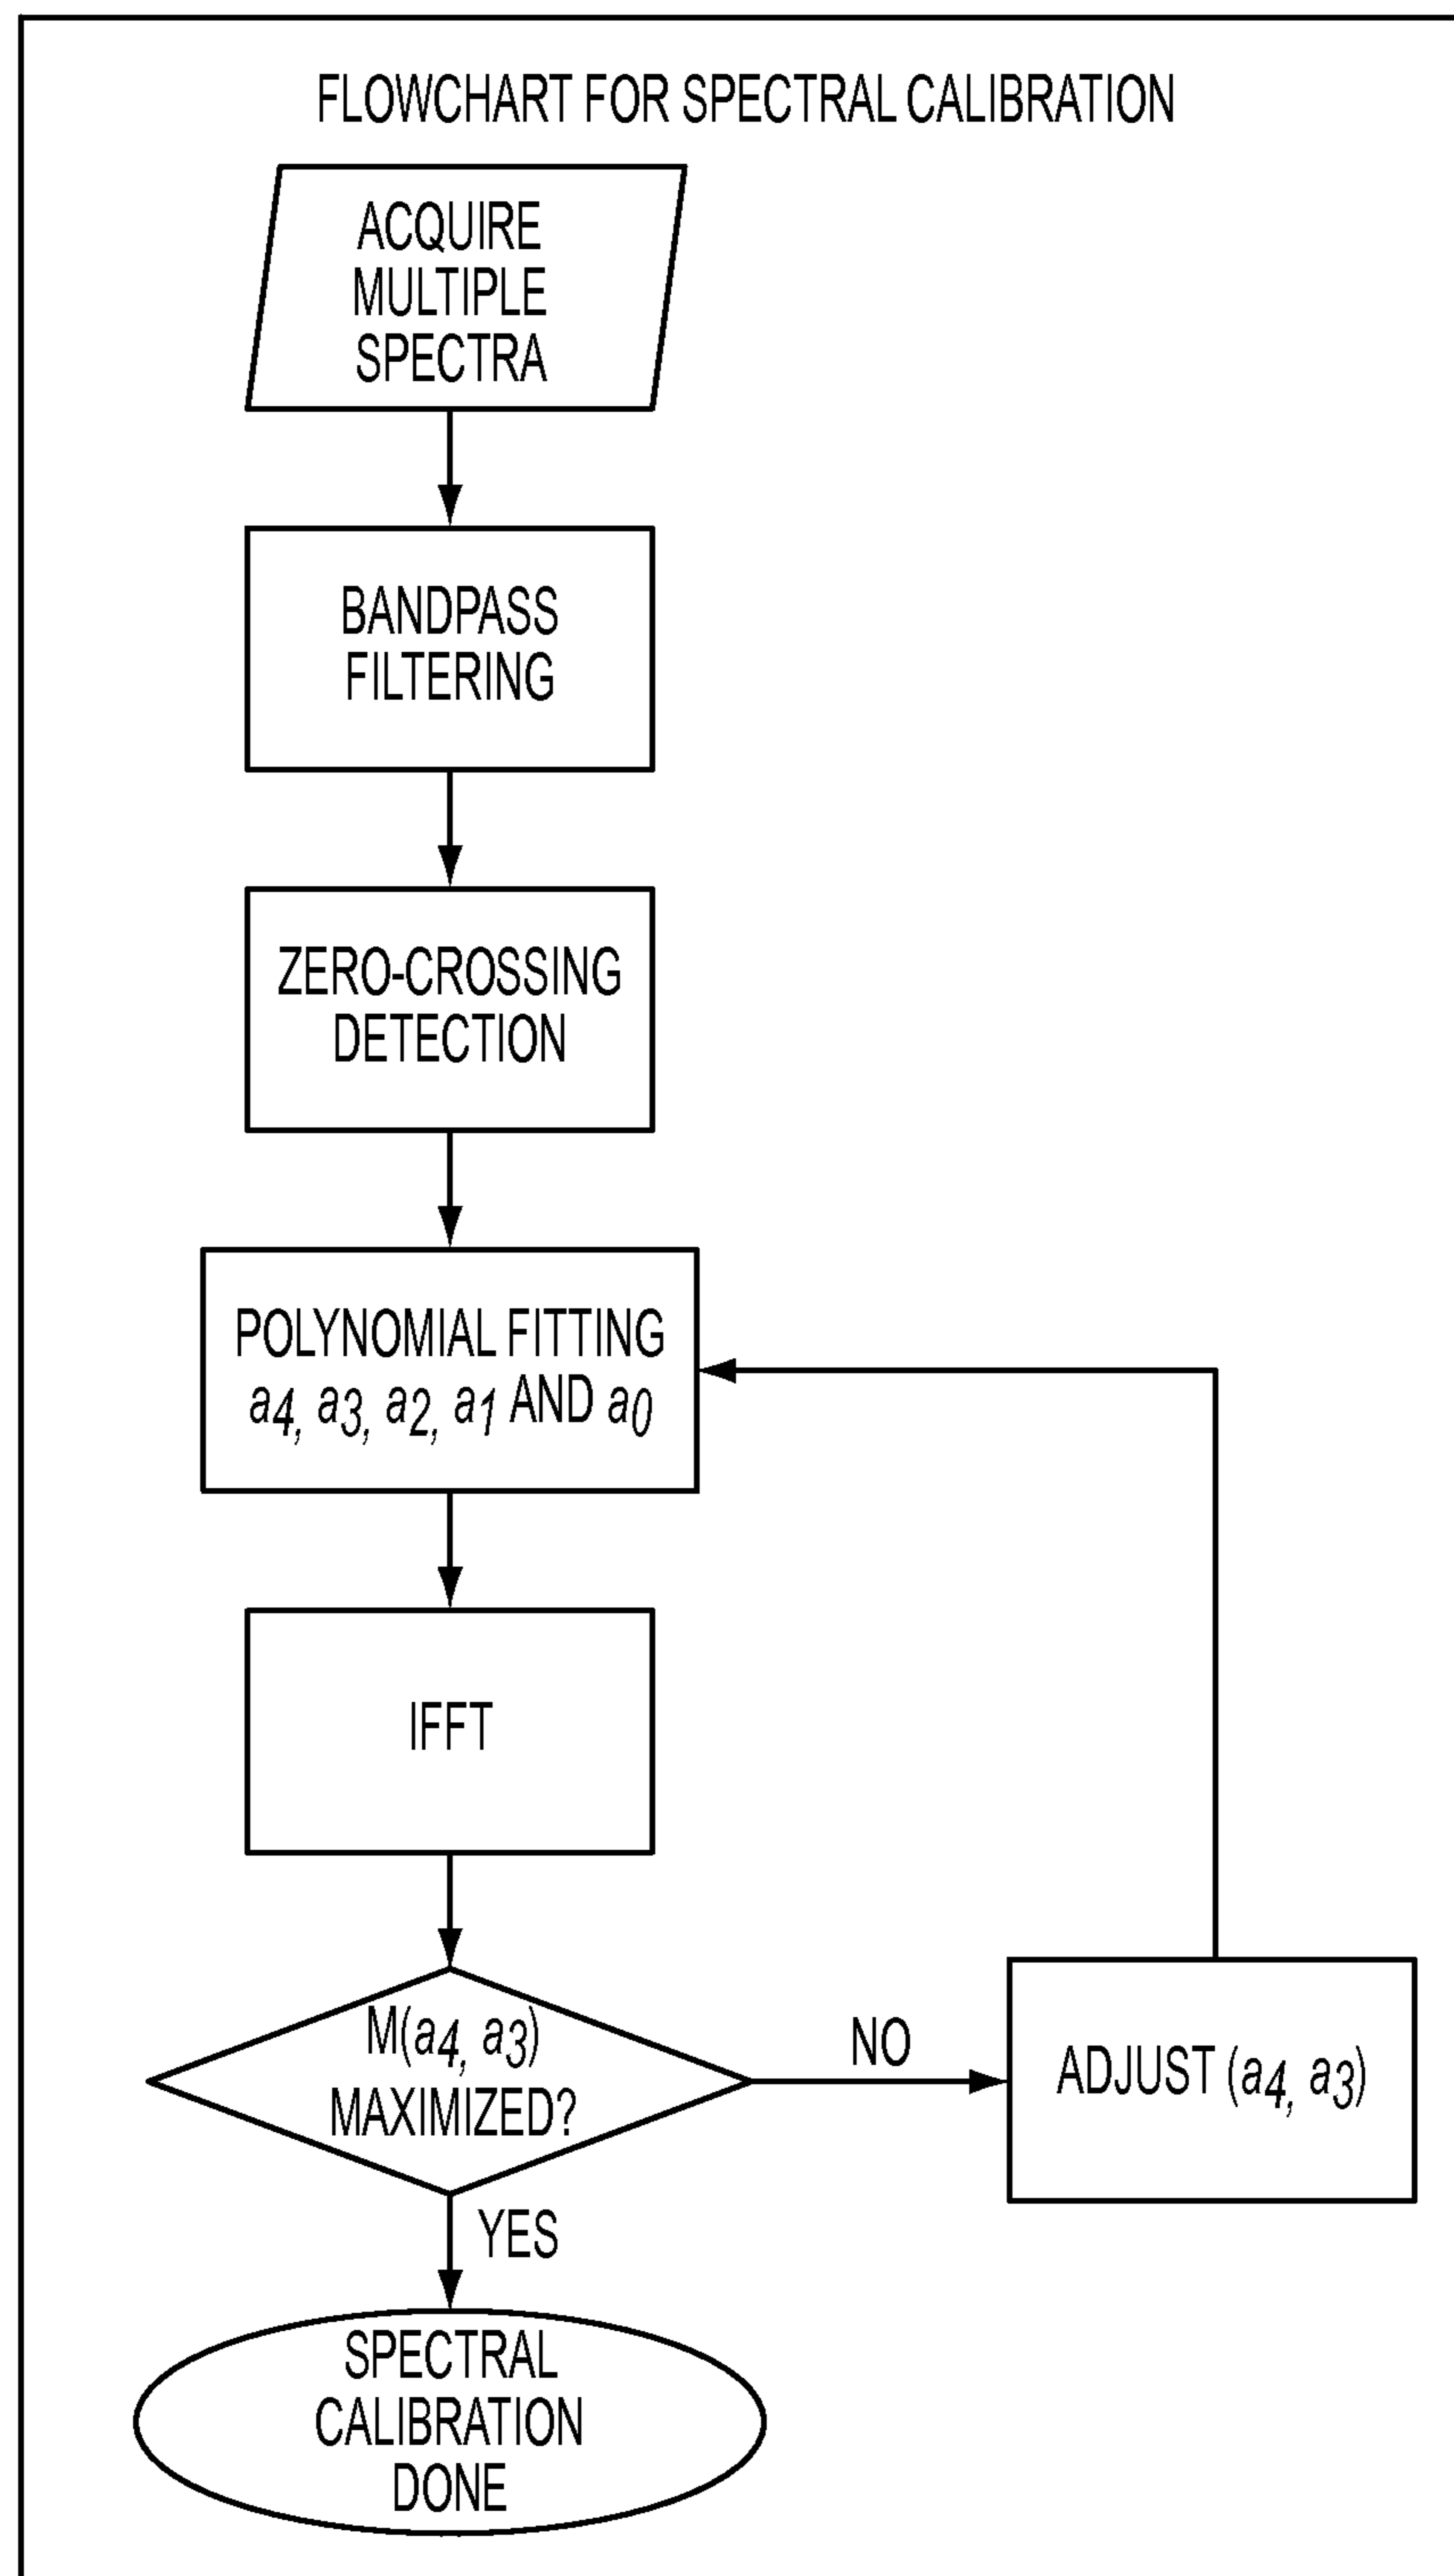 FLOWCHART FOR SPECTRAL CALIBRATION
ACQUIRE
MULTIPLE
SPECTRA
BANDPASS
FILTERING
ZERO-CROSSING
DETECTION
POLYNOMIAL FITTING
a4, a3, a2, a1 AND a0
IFFT
M(a4, a3)
MAXIMIZED?
NO
ADJUST (a4, a3)
YES
SPECTRAL
CALIBRATION
DONE